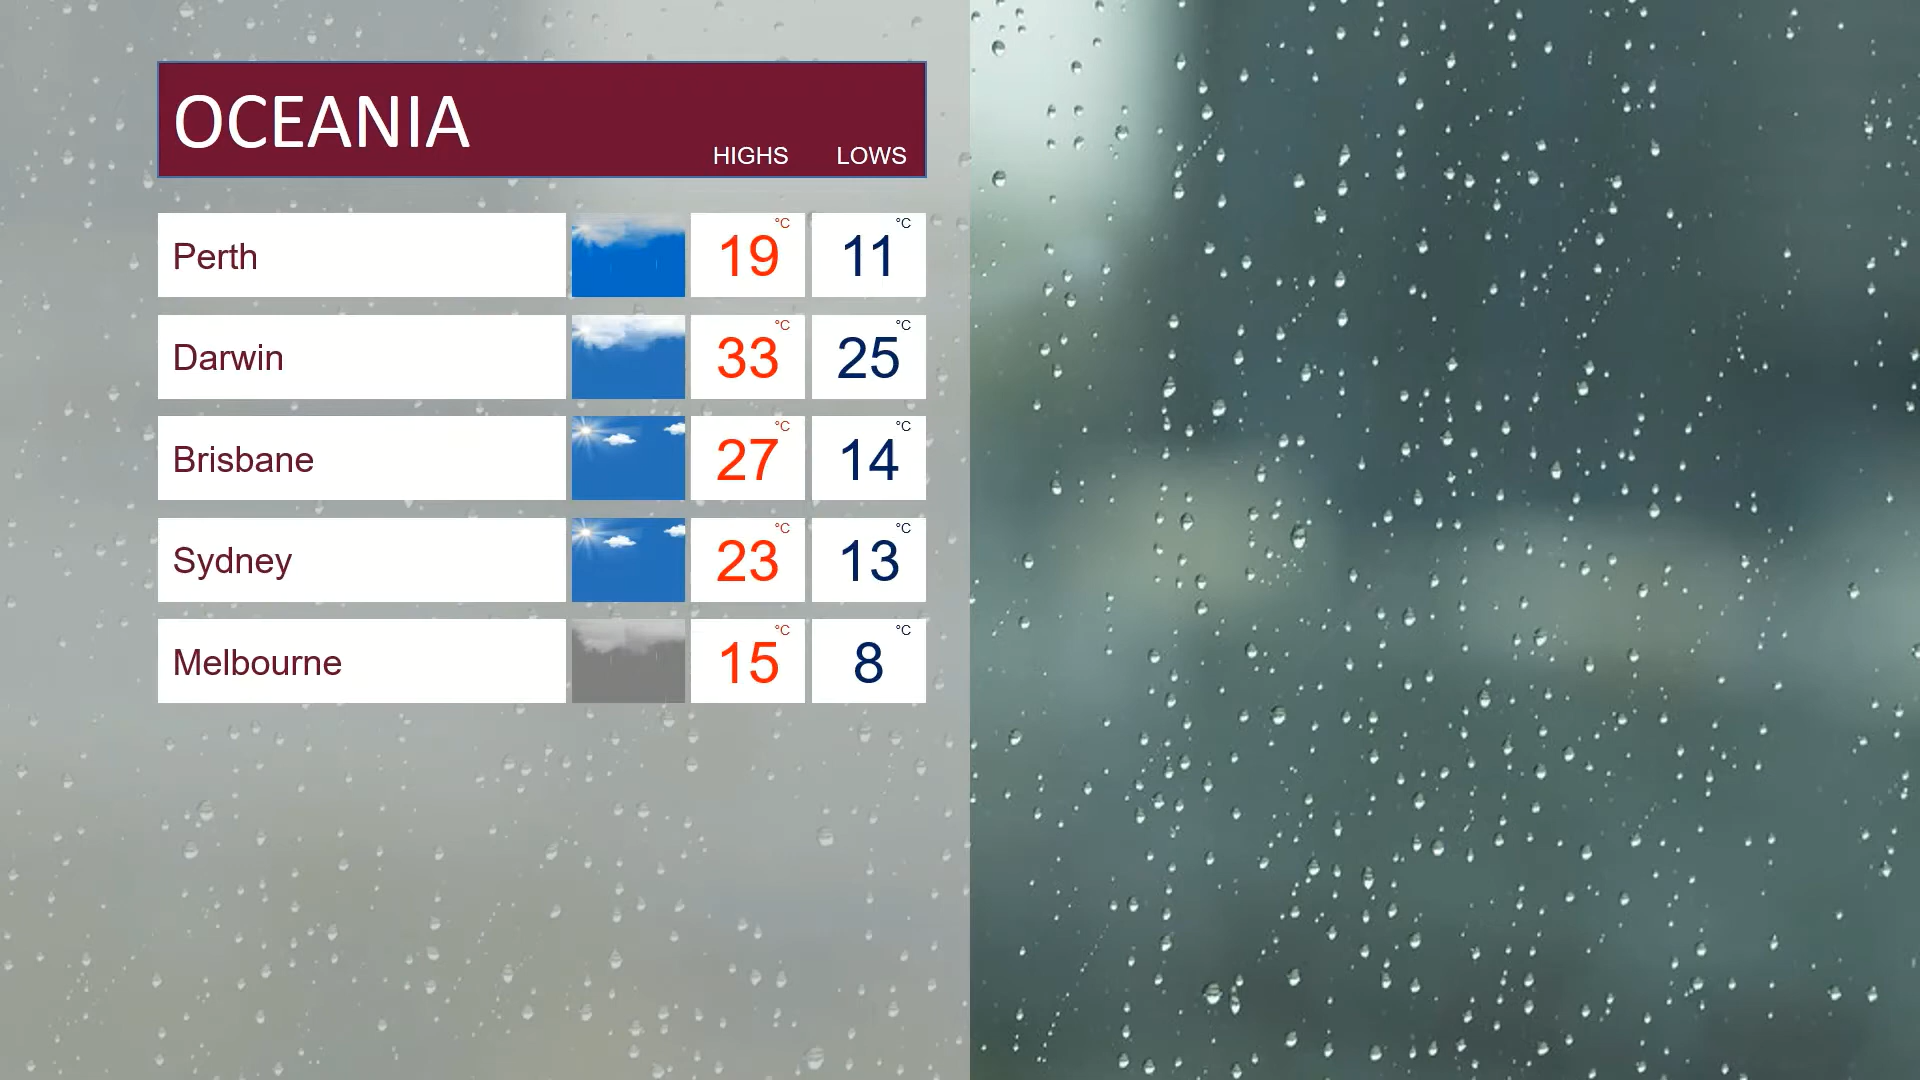 OCEANIA
HIGHS LOWS
Perth 19 °C 11 °C
Darwin 33 °C 25 °C
Brisbane 27 °C 14 °C
Sydney 23 °C 13 °C
Melbourne 15 °C 8 °C